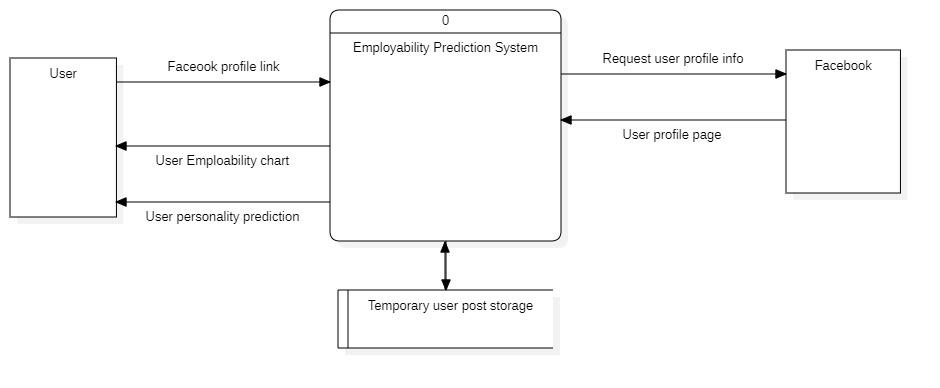 0
Employability Prediction System
User
Faceook profile link
Request user profile info
Facebook
User profile page
User Emploability chart
User personality prediction
Temporary user post storage